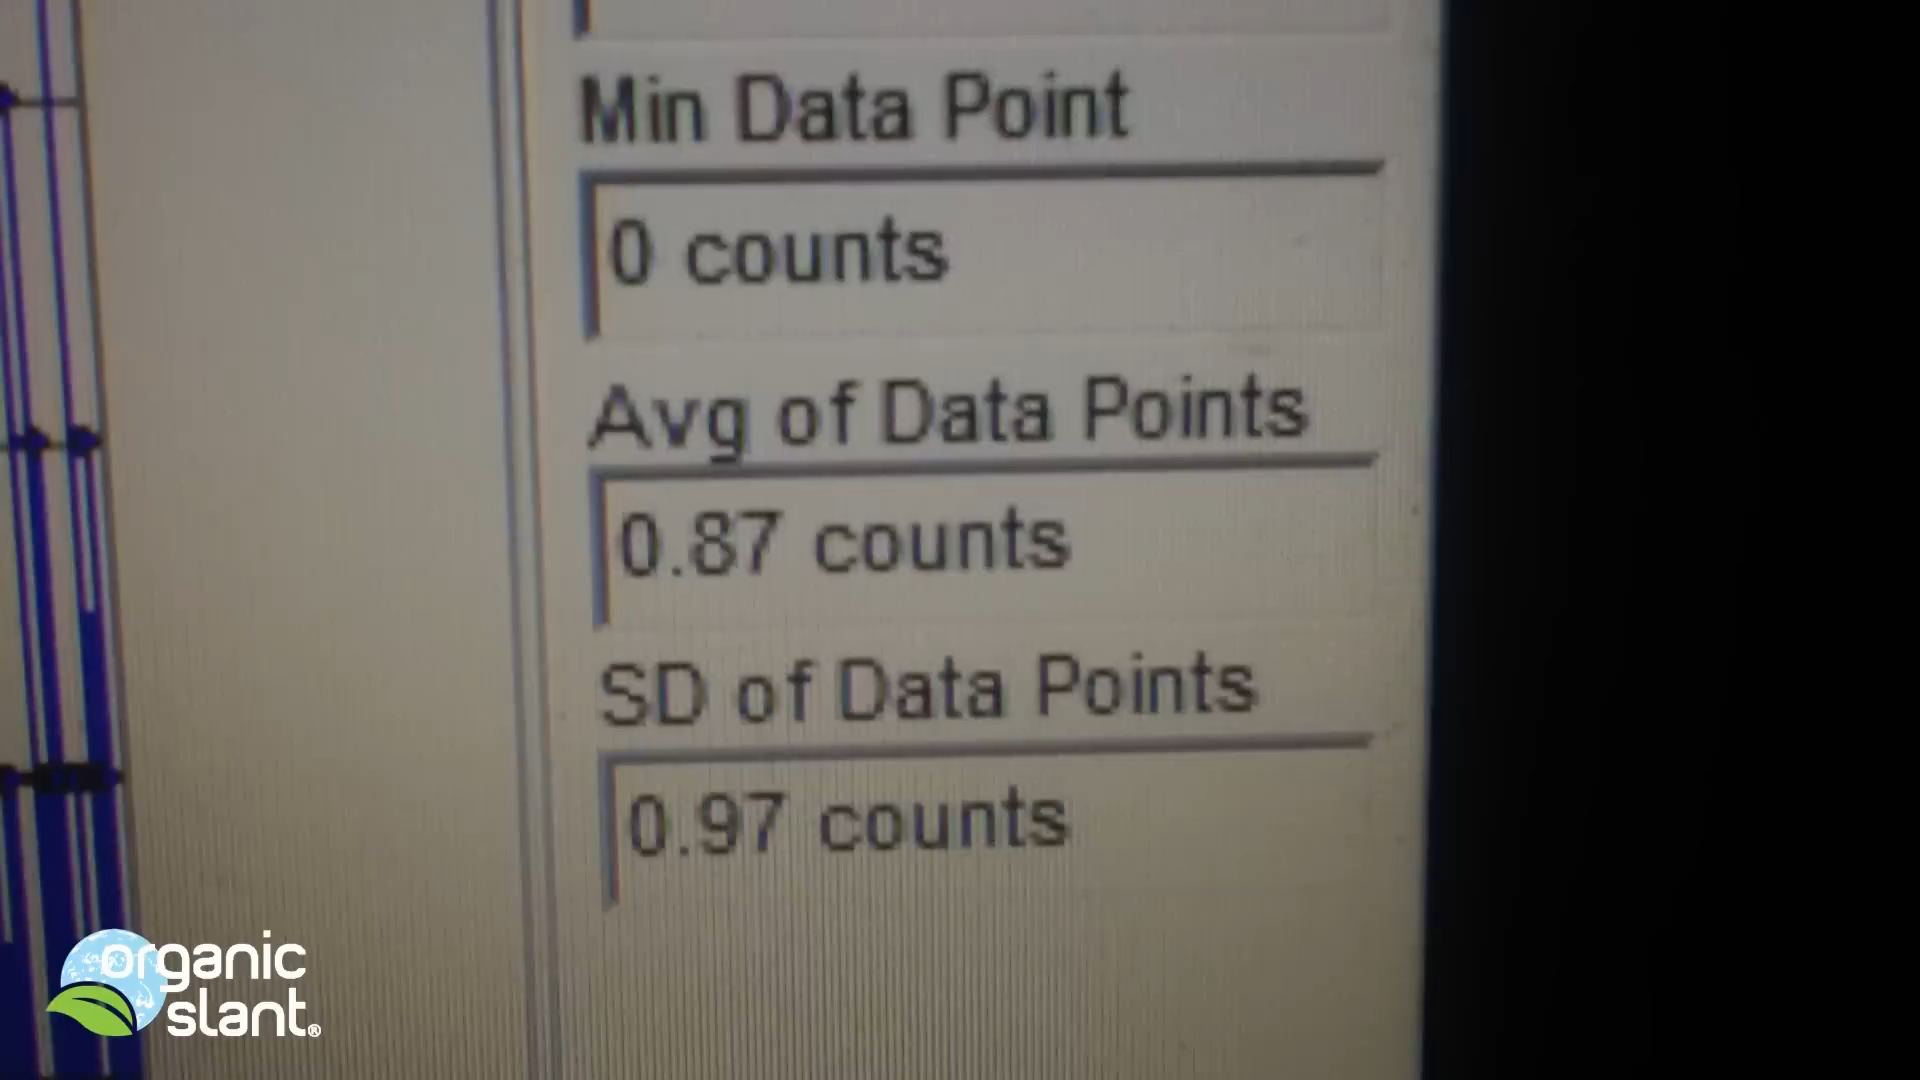 Min Data Point
0 counts
Avg of Data Points
0.87 counts
SD of Data Points
0.97 counts
organic
slant®